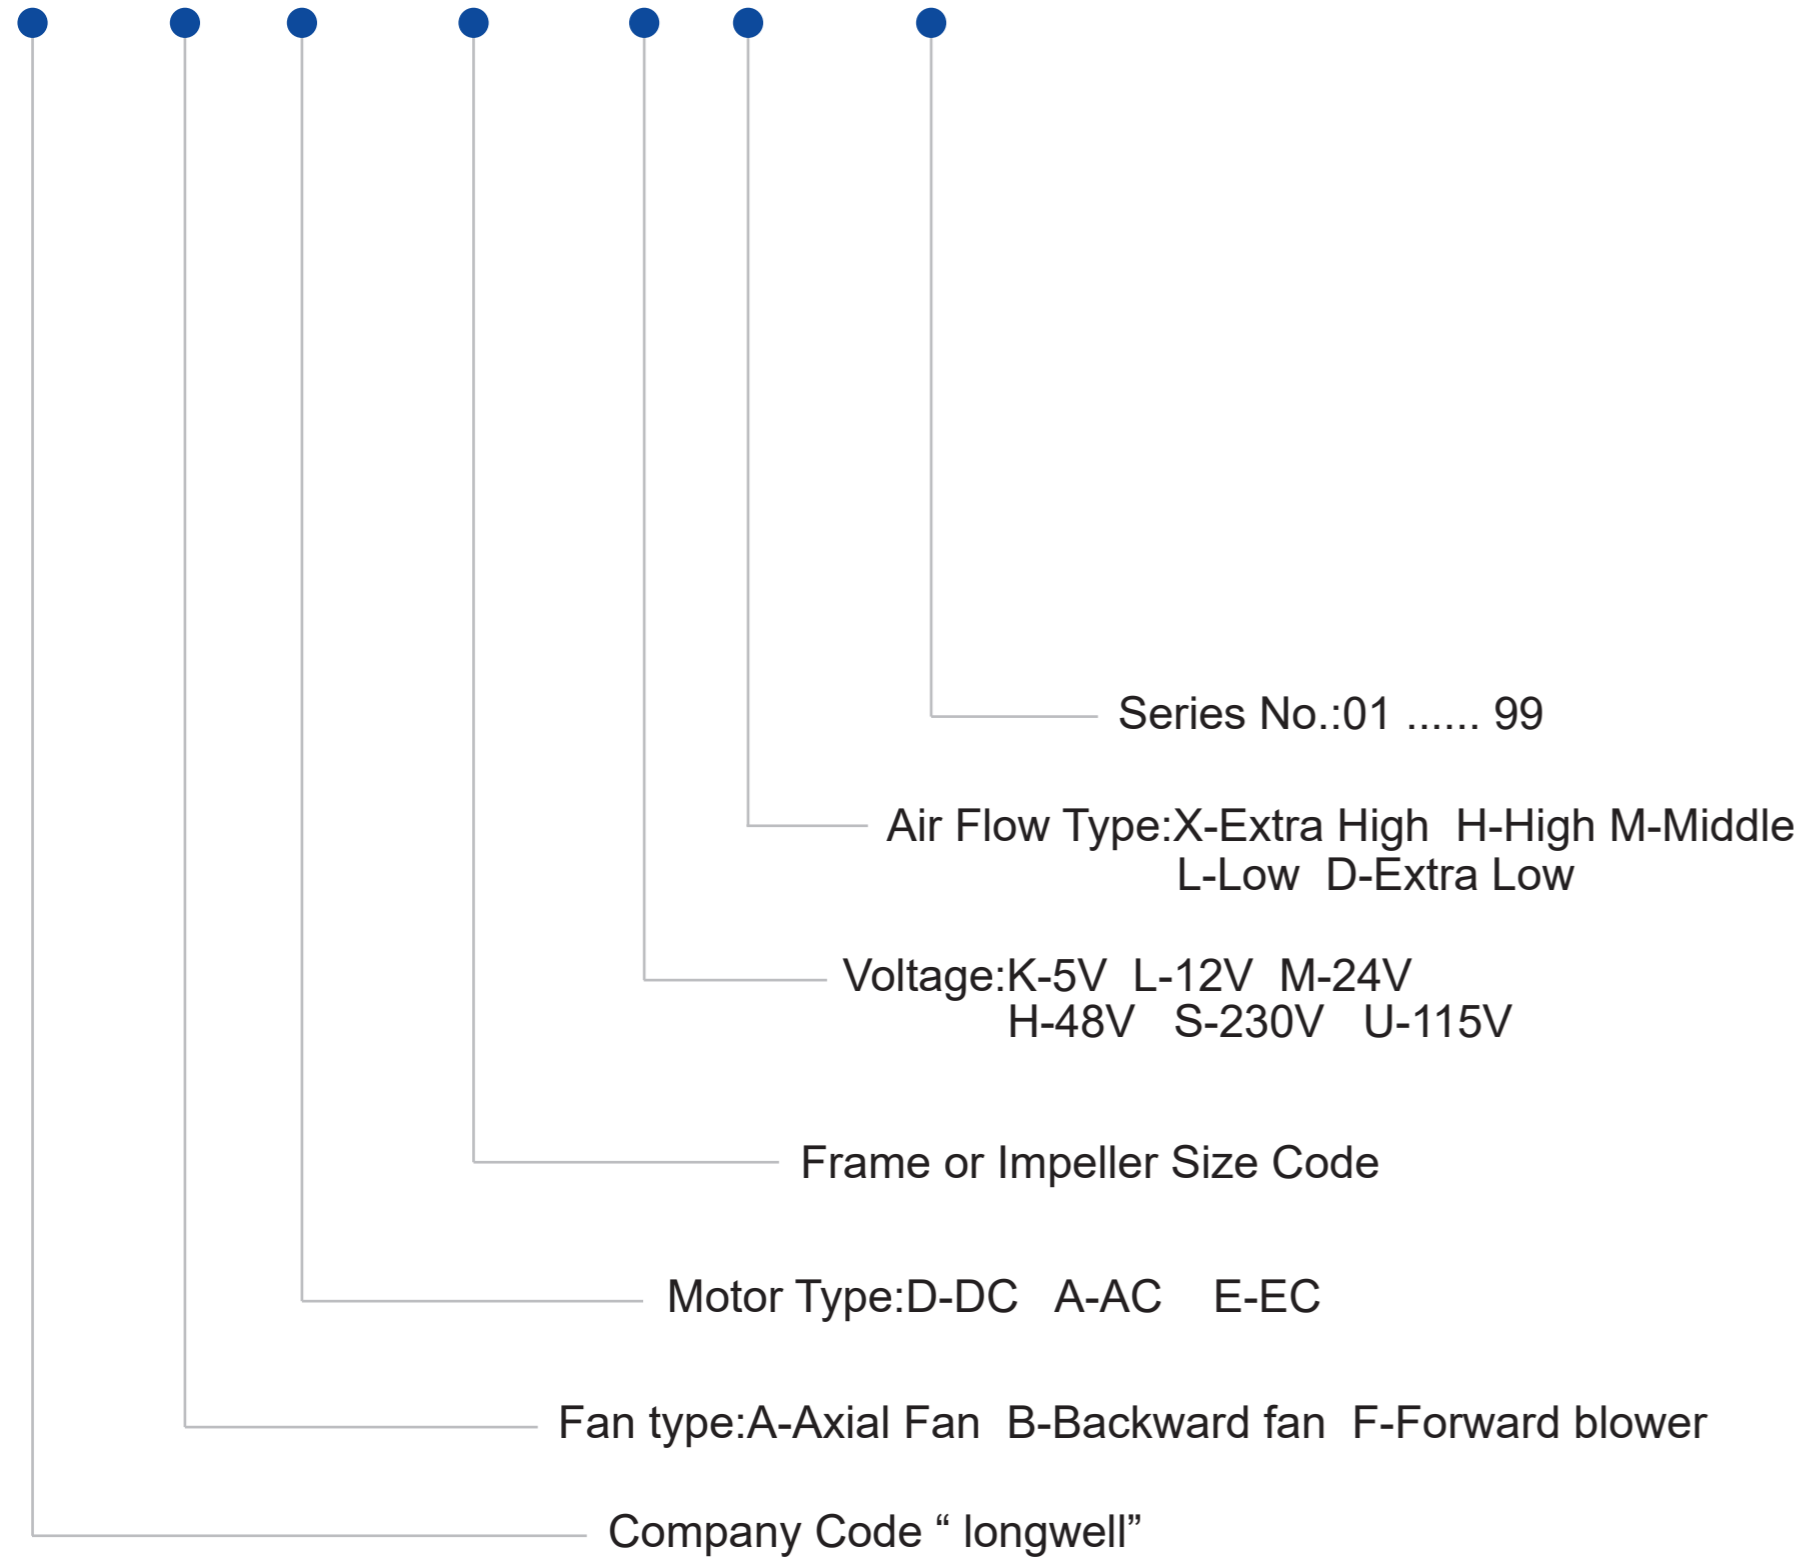 Series No.:01 ...... 99
Air Flow Type:X-Extra High H-High M-Middle
L-Low D-Extra Low
Voltage:K-5V L-12V M-24V
H-48V S-230V U-115V
Frame or Impeller Size Code
Motor Type:D-DC A-AC E-EC
Fan type:A-Axial Fan B-Backward fan F-Forward blower
Company Code “ longwell”